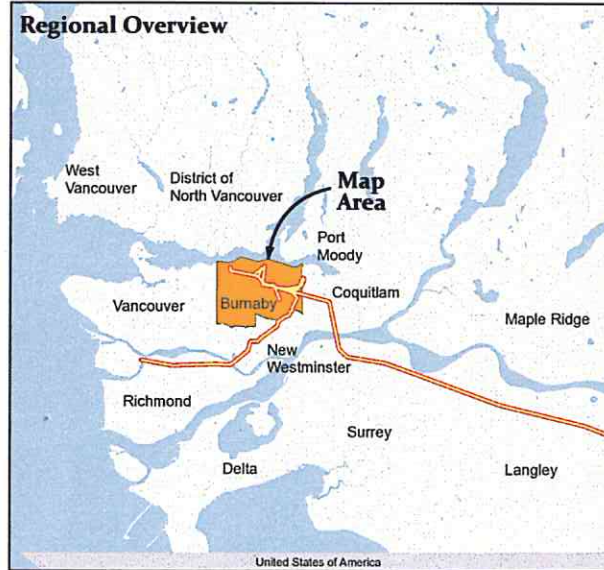 Regional Overview
West
Vancouver
District of
North Vancouver
Map
Area
Port
Moody
Vancouver
Burnaby
Coquitlam
Maple Ridge
New
Westminster
Richmond
Surrey
Delta
Langley
United States of America